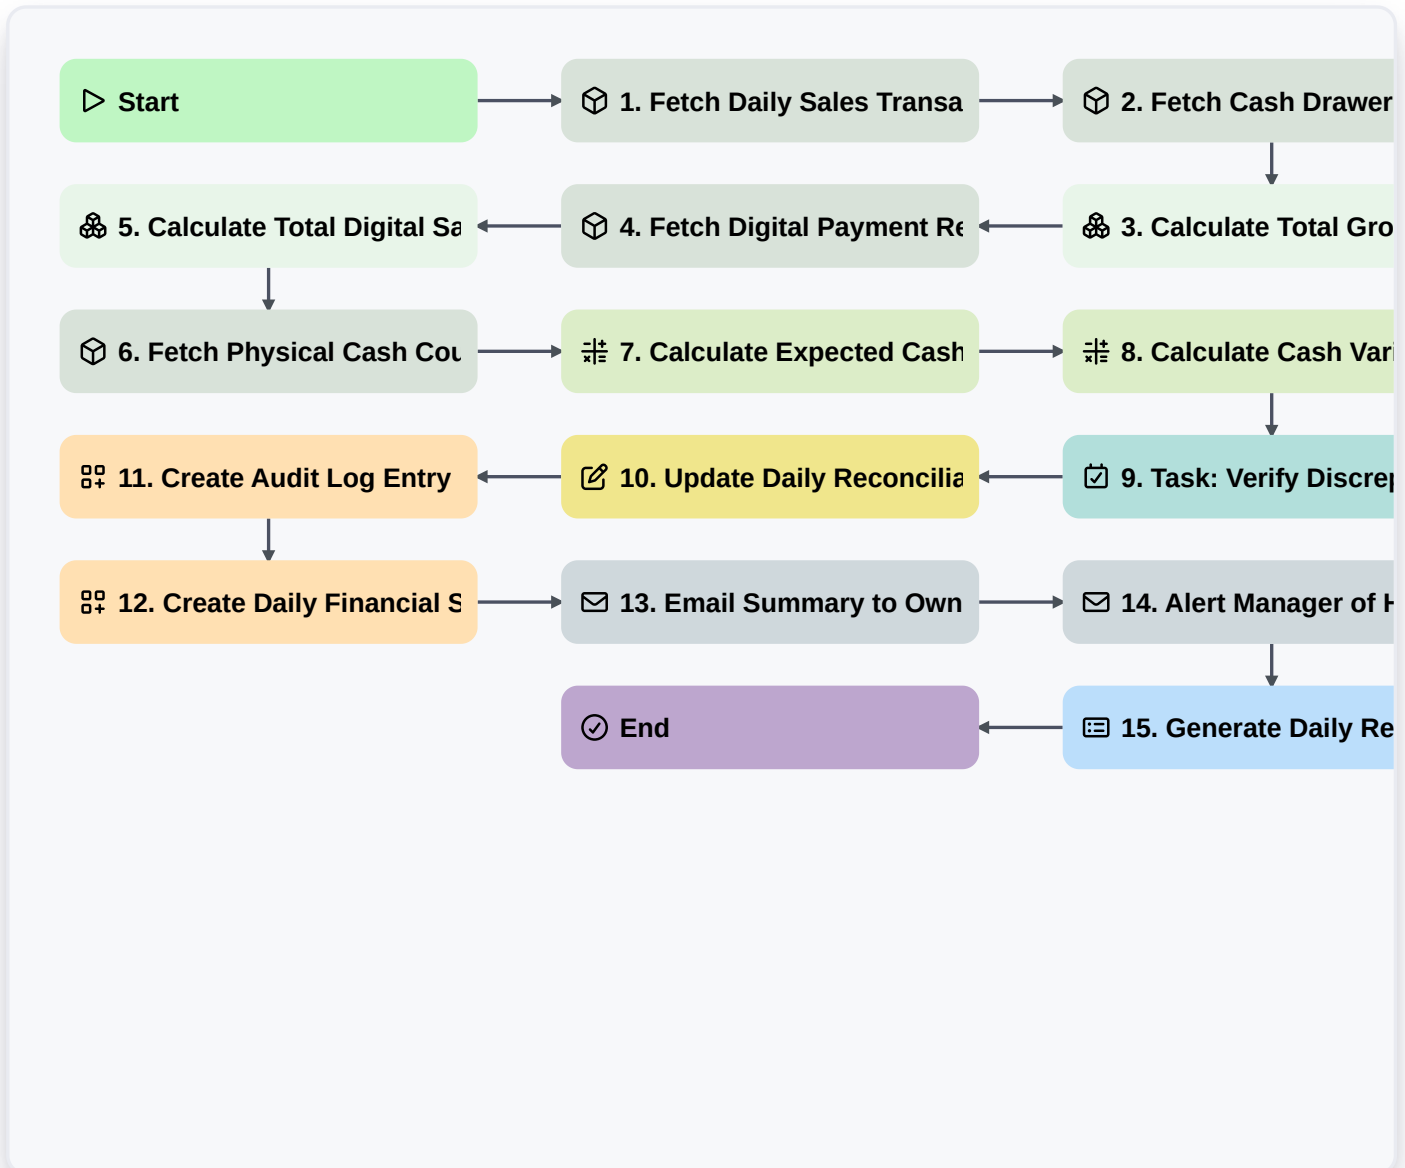 Start
1. Fetch Daily Sales Transa
2. Fetch Cash Drawer
5. Calculate Total Digital Sa
4. Fetch Digital Payment Re
3. Calculate Total Gro
6. Fetch Physical Cash Cou
7. Calculate Expected Cash
8. Calculate Cash Vari
11. Create Audit Log Entry
10. Update Daily Reconcilia
9. Task: Verify Discrep
12. Create Daily Financial S
13. Email Summary to Own
14. Alert Manager of H
End
15. Generate Daily Re